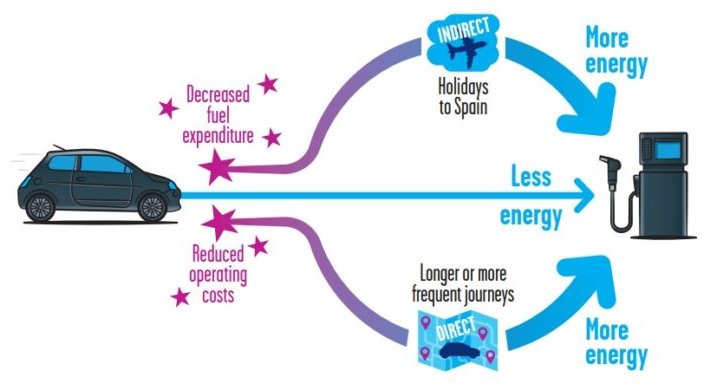 INDIRECT
More
energy
Holidays
to Spain
Decreased
fuel
expenditure
Less
energy
Reduced
operating
costs
Longer or more
frequent journeys
DIRECT
More
energy